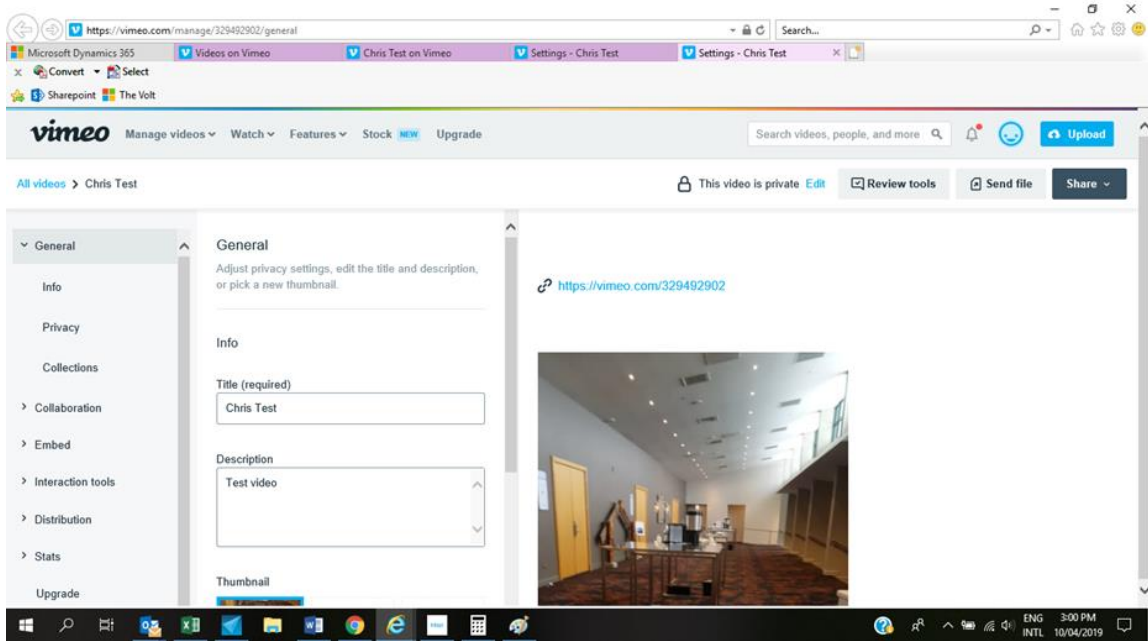 https://vimeo.com/manage/329492902/general
Search...
Microsoft Dynamics 365
Videos on Vimeo
Chris Test on Vimeo
Settings - Chris Test
Settings - Chris Test
x Convert Select
Sharepoint The Volt
vimeo Manage videos Watch Features Stock NEW Upgrade
Search videos, people, and more
Upload
All videos > Chris Test
This video is private Edit
Review tools
Send file
Share
General
Info
Privacy
Collections
Collaboration
Embed
Interaction tools
Distribution
Stats
Upgrade
General
Adjust privacy settings, edit the title and description,
or pick a new thumbnail.
Info
Title (required)
Chris Test
Description
Test video
Thumbnail
https://vimeo.com/329492902
ENG
INTL
3:00 PM
10/04/2019